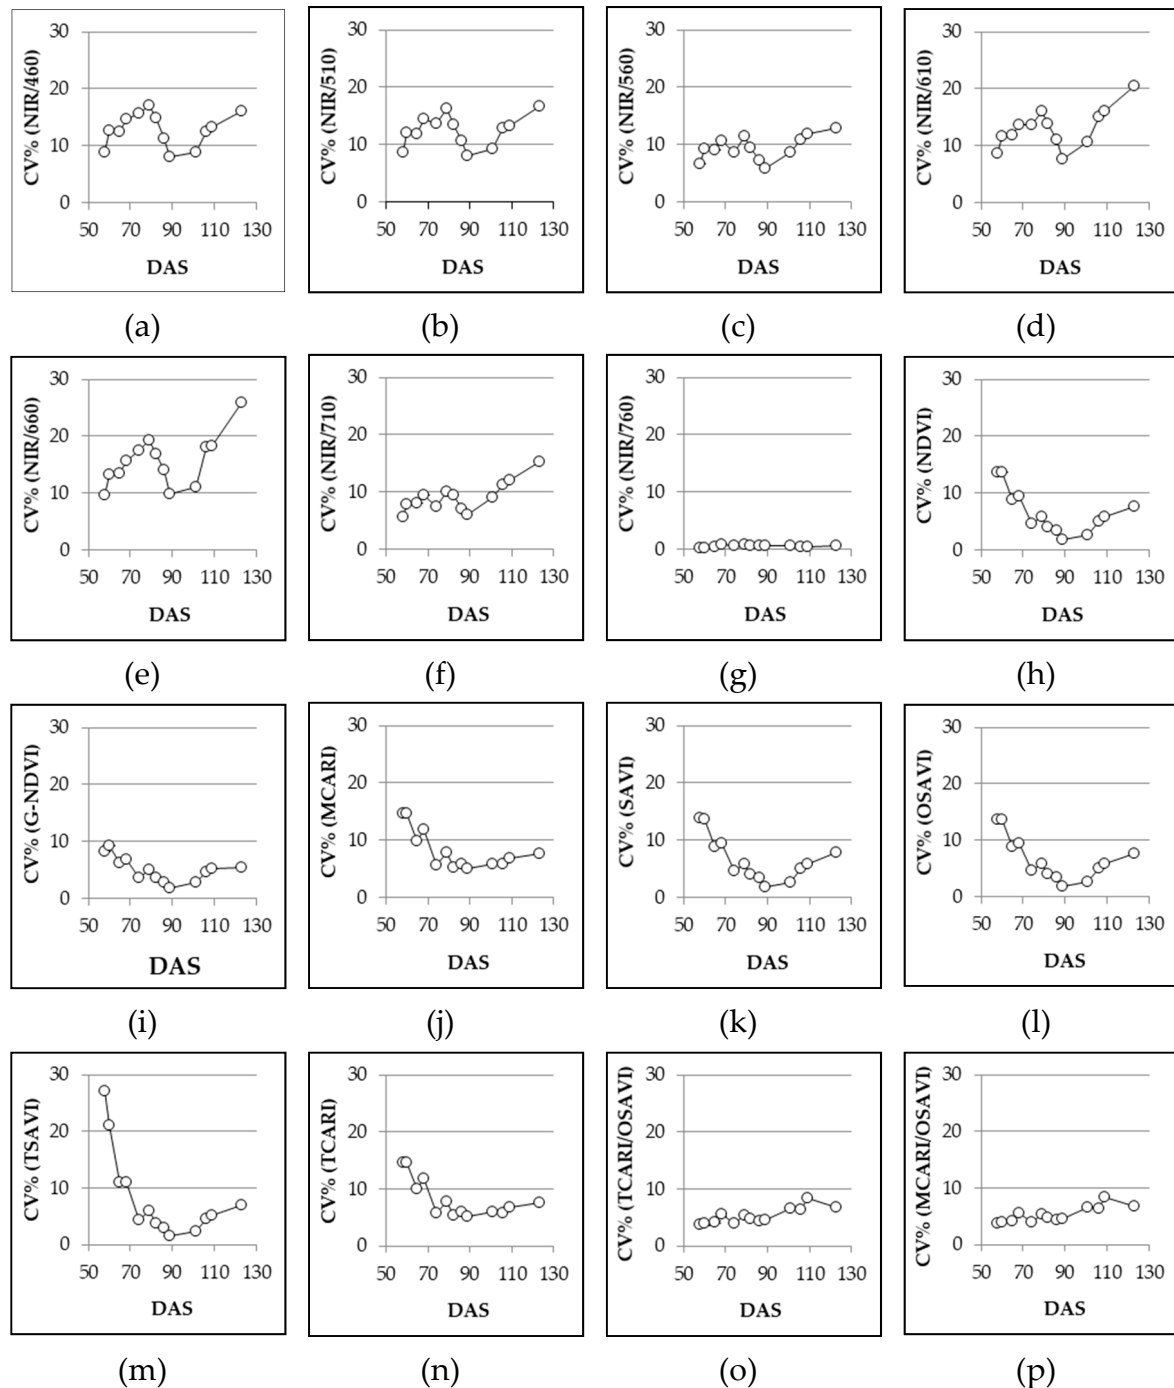 CV% (NIR/460)
30
20
10
0
50 70 90 110 130
DAS
(a)
CV% (NIR/510)
30
20
10
0
50 70 90 110 130
DAS
(b)
CV% (NIR/560)
30
20
10
0
50 70 90 110 130
DAS
(c)
CV% (NIR/610)
30
20
10
0
50 70 90 110 130
DAS
(d)
CV% (NIR/660)
30
20
10
0
50 70 90 110 130
DAS
(e)
CV% (NIR/710)
30
20
10
0
50 70 90 110 130
DAS
(f)
CV% (NIR/760)
30
20
10
0
50 70 90 110 130
DAS
(g)
CV% (NDVI)
30
20
10
0
50 70 90 110 130
DAS
(h)
CV% (G-NDVI)
30
20
10
0
50 70 90 110 130
DAS
(i)
CV% (MCARI)
30
20
10
0
50 70 90 110 130
DAS
(j)
CV% (SAVI)
30
20
10
0
50 70 90 110 130
DAS
(k)
CV% (OSAVI)
30
20
10
0
50 70 90 110 130
DAS
(l)
CV% (TSAVI)
30
20
10
0
50 70 90 110 130
DAS
(m)
CV% (TCARI)
30
20
10
0
50 70 90 110 130
DAS
(n)
CV% (TCARI/OSAVI)
30
20
10
0
50 70 90 110 130
DAS
(o)
CV% (MCARI/OSAVI)
30
20
10
0
50 70 90 110 130
DAS
(p)